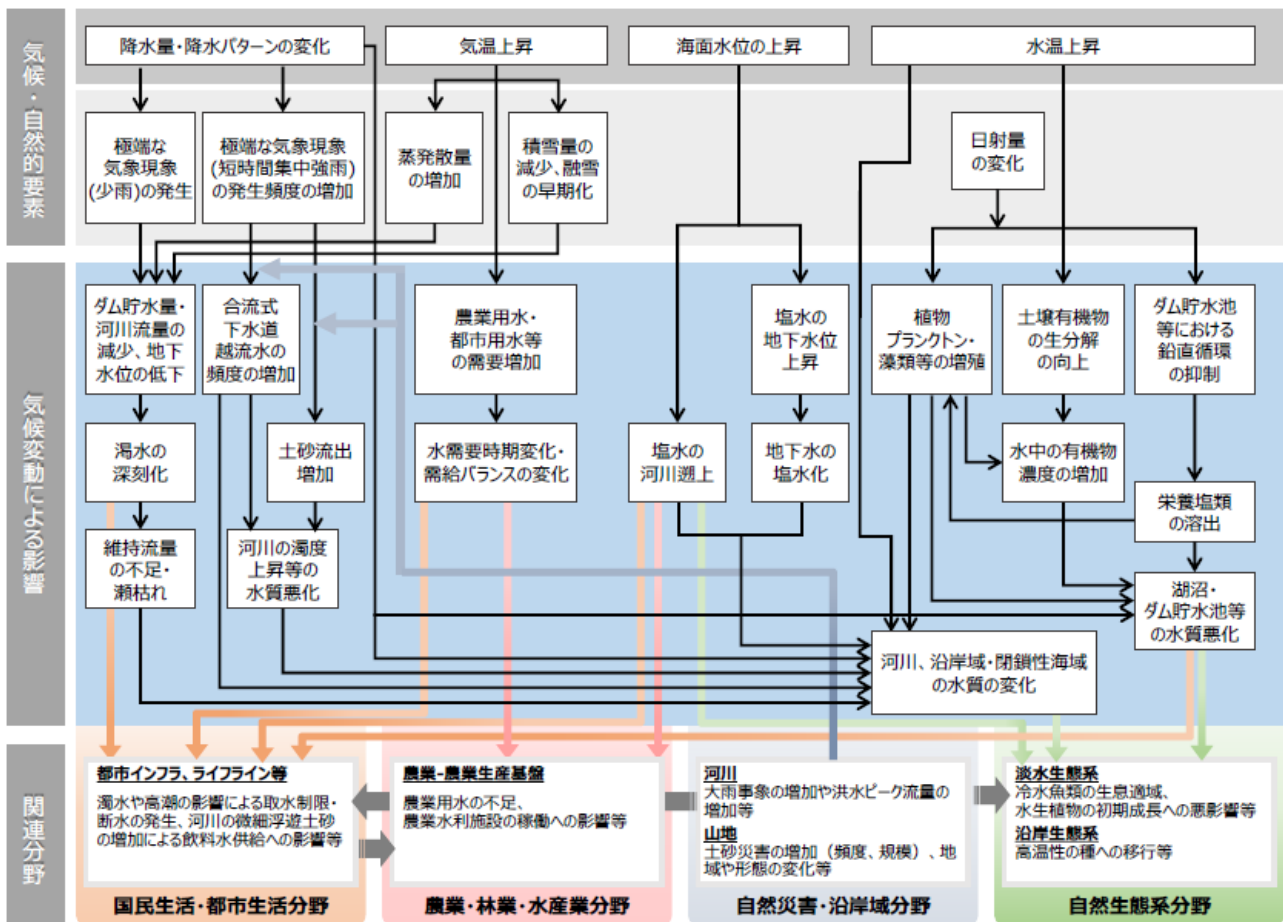 気候・自然的要素
降水量・降水パターンの変化
気温上昇
海面水位の上昇
水温上昇
極端な
気象現象
(少雨)の発生
極端な気象現象
(短時間集中強雨)
の発生頻度の増加
蒸発散量
の増加
積雪量の
減少、融雪
の早期化
日射量
の変化
気候変動による影響
ダム貯水量・
河川流量の
減少、地下
水位の低下
合流式
下水道
越流水の
頻度の増加
農業用水・
都市用水等
の需要増加
塩水の
地下水位
上昇
植物
プランクトン・
藻類等の増殖
土壌有機物
の生分解
の向上
ダム貯水池
等における
鉛直循環
の抑制
渇水の
深刻化
土砂流出
増加
水需要時期変化・
需給バランスの変化
塩水の
河川遡上
地下水の
塩水化
水中の有機物
濃度の増加
栄養塩類
の溶出
維持流量
の不足・
瀬枯れ
河川の濁度
上昇等の
水質悪化
湖沼・
ダム貯水池等
の水質悪化
河川、沿岸域・閉鎖性海域
の水質の変化
関連分野
都市インフラ、ライフライン等
濁水や高潮の影響による取水制限・
断水の発生、河川の微細浮遊土砂
の増加による飲料水供給への影響等
国民生活・都市生活分野
農業-農業生産基盤
農業用水の不足、
農業水利施設の稼働への影響等
農業・林業・水産業分野
河川
大雨事象の増加や洪水ピーク流量の
増加等
山地
土砂災害の増加（頻度、規模）、地
域や形態の変化等
自然災害・沿岸域分野
淡水生態系
冷水魚類の生息適域、
水生植物の初期成長への悪影響等
沿岸生態系
高温性の種への移行等
自然生態系分野